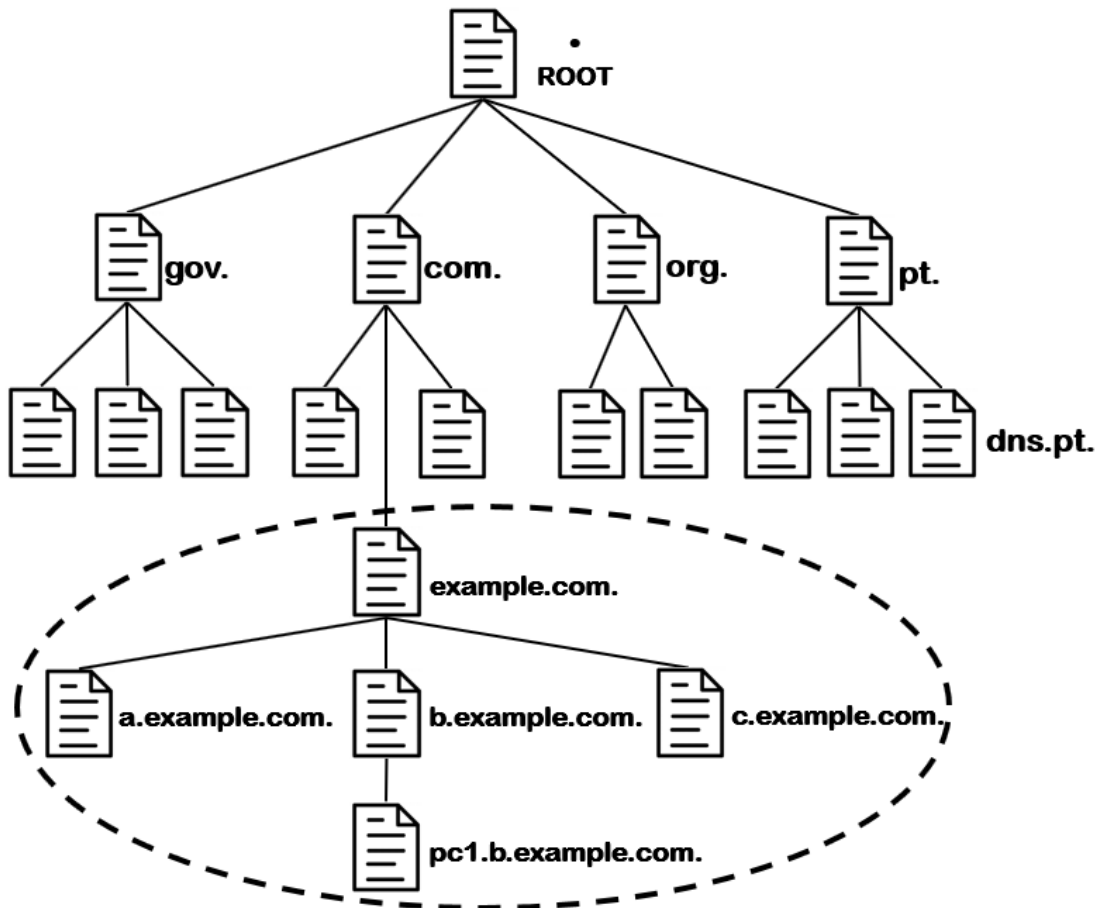 .
ROOT
gov.
com.
org.
pt.
dns.pt.
example.com.
a.example.com.
b.example.com.
c.example.com.
pc1.b.example.com.